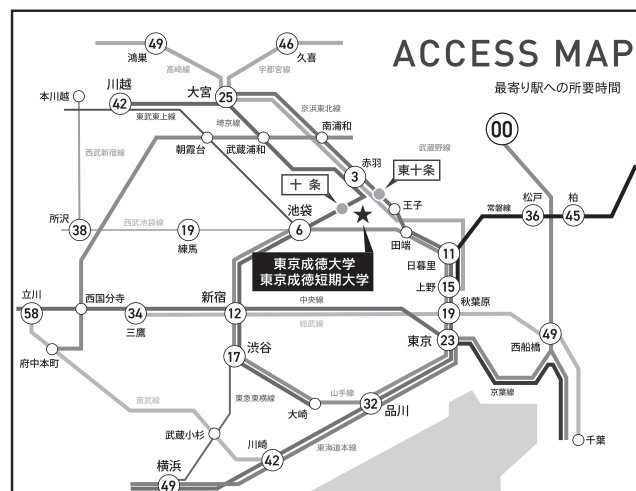 ACCESS MAP
最寄り駅への所要時間
00
49
鴻巣
高崎線
46
久喜
宇都宮線
本川越
川越
42
東武東上線
大宮
25
埼京線
京浜東北線
南浦和
朝霞台
武蔵浦和
武蔵野線
西武新宿線
赤羽
3
東十条
十条
王子
田端
常磐線
松戸
36
柏
45
所沢
38
西武池袋線
19
練馬
池袋
6
東京成徳大学
東京成徳短期大学
11
日暮里
15
上野
立川
58
西国分寺
34
三鷹
新宿
12
中央線
総武線
秋葉原
19
東京
23
49
西船橋
府中本町
17
渋谷
東急東横線
山手線
大崎
32
品川
京葉線
千葉
南武線
武蔵小杉
川崎
42
東海道本線
横浜
49